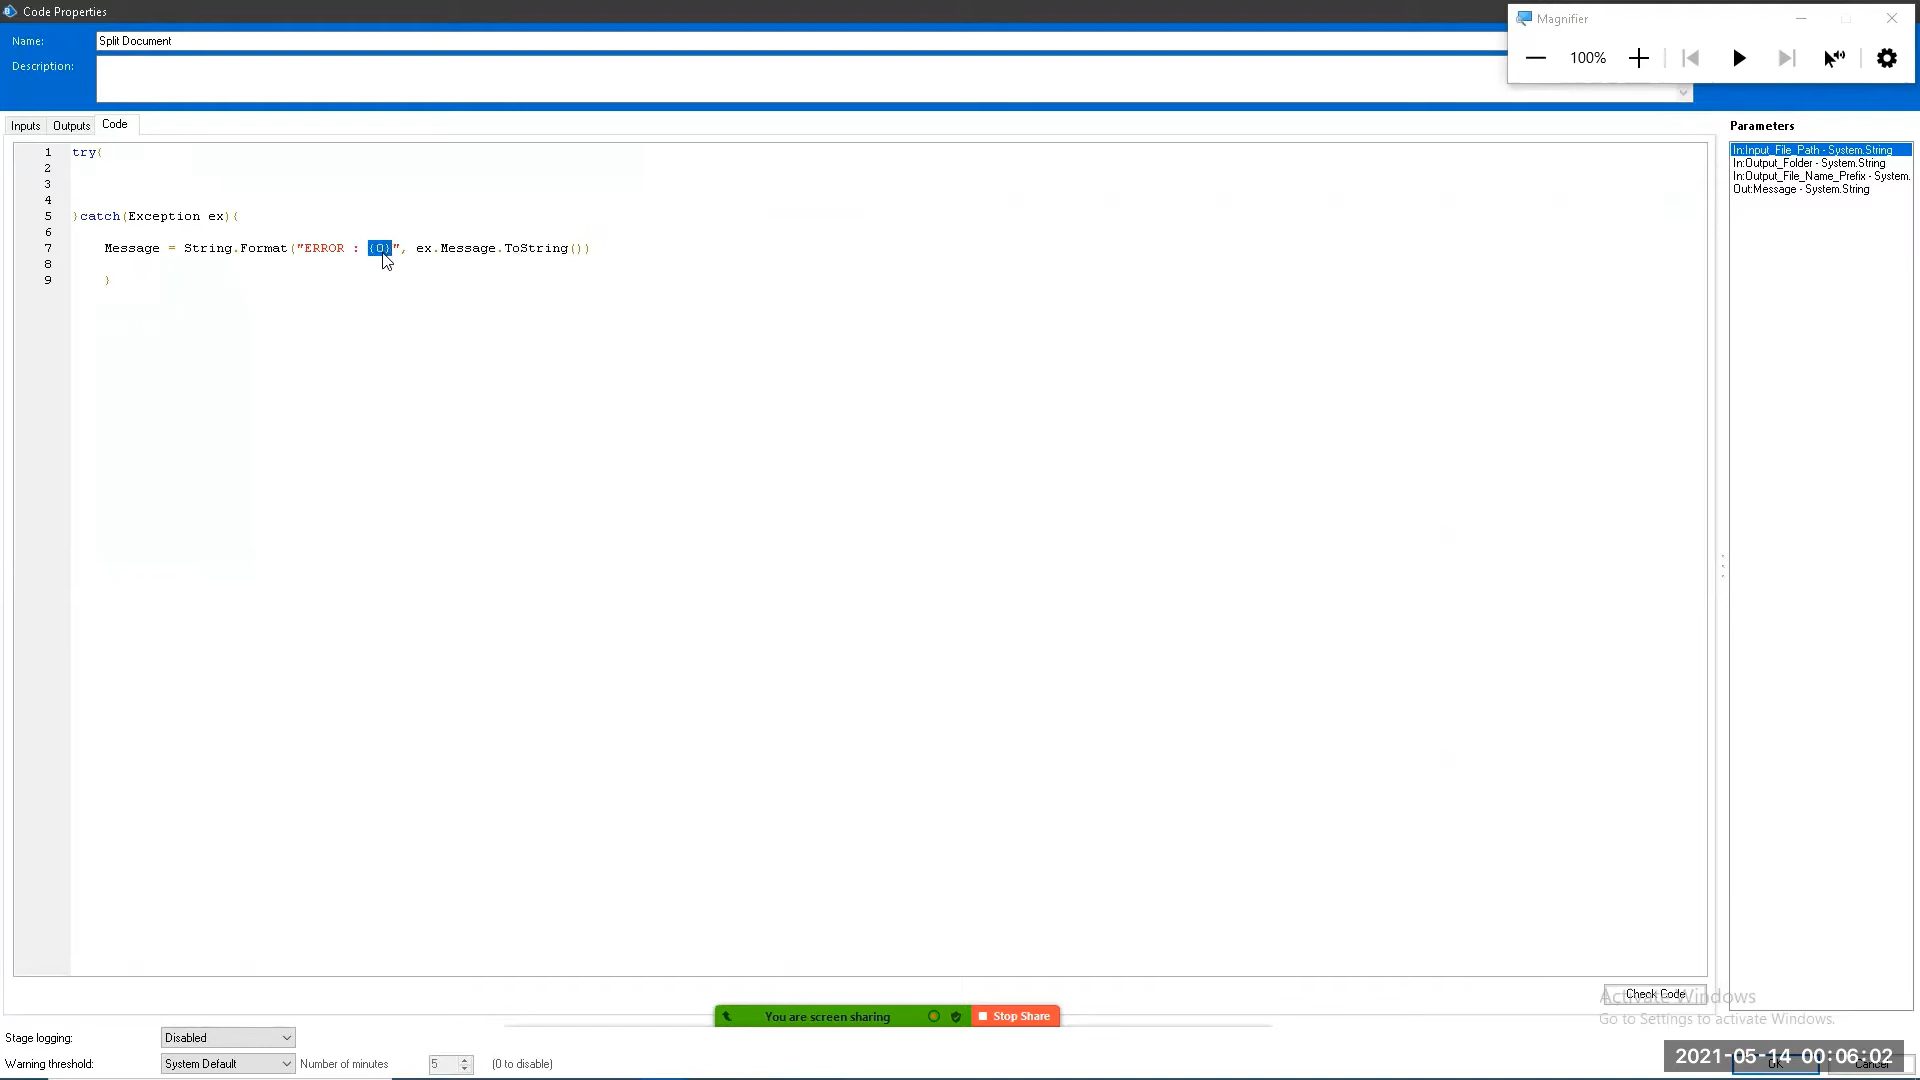 Code Properties
Magnifier
Name:
Split Document
Description:
100%
Inputs
Outputs
Code
Parameters
1 try{
2
3
4
5 }catch(Exception ex){
6
7 Message = String.Format("ERROR : {0}", ex.Message.ToString())
8
9 }
In:Input_File_Path - System.String
In:Output_Folder - System.String
In:Output_File_Name_Prefix - System.
Out:Message - System.String
Check Code
Activate Windows
Go to Settings to activate Windows.
You are screen sharing
Stop Share
Stage logging:
Disabled
Warning threshold:
System Default
Number of minutes
5
(0 to disable)
2021-05-14 00:06:02
OK
Cancel